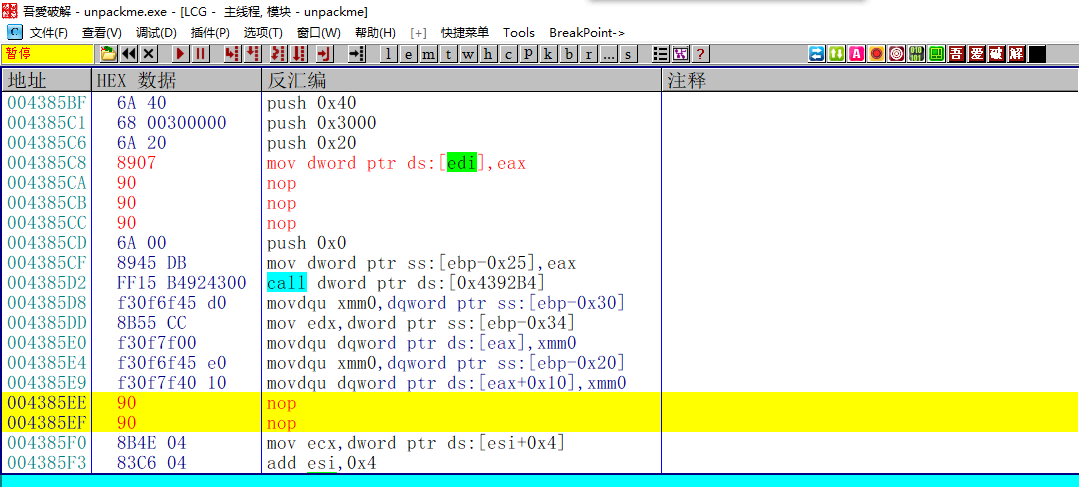 吾愛破解 - unpackme.exe - [LCG - 主线程, 模块 - unpackme]
C 文件(F) 查看(V) 调试(D) 插件(P) 选项(T) 窗口(W) 帮助(H) [+] 快捷菜单 Tools BreakPoint->
暂停 l e m t w h c p k b r ... s ? A 吾 爱 破 解
地址 HEX 数据 反汇编 注释
004385BF 6A 40 push 0x40
004385C1 68 00300000 push 0x3000
004385C6 6A 20 push 0x20
004385C8 8907 mov dword ptr ds:[edi],eax
004385CA 90 nop
004385CB 90 nop
004385CC 90 nop
004385CD 6A 00 push 0x0
004385CF 8945 DB mov dword ptr ss:[ebp-0x25],eax
004385D2 FF15 B4924300 call dword ptr ds:[0x4392B4]
004385D8 f30f6f45 d0 movdqu xmm0,dqword ptr ss:[ebp-0x30]
004385DD 8B55 CC mov edx,dword ptr ss:[ebp-0x34]
004385E0 f30f7f00 movdqu dqword ptr ds:[eax],xmm0
004385E4 f30f6f45 e0 movdqu xmm0,dqword ptr ss:[ebp-0x20]
004385E9 f30f7f40 10 movdqu dqword ptr ds:[eax+0x10],xmm0
004385EE 90 nop
004385EF 90 nop
004385F0 8B4E 04 mov ecx,dword ptr ds:[esi+0x4]
004385F3 83C6 04 add esi,0x4